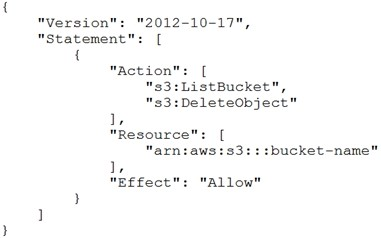 {
    "Version": "2012-10-17",
    "Statement": [
        {
            "Action": [
                "s3:ListBucket",
                "s3:DeleteObject"
            ],
            "Resource": [
                "arn:aws:s3:::bucket-name"
            ],
            "Effect": "Allow"
        }
    ]
}